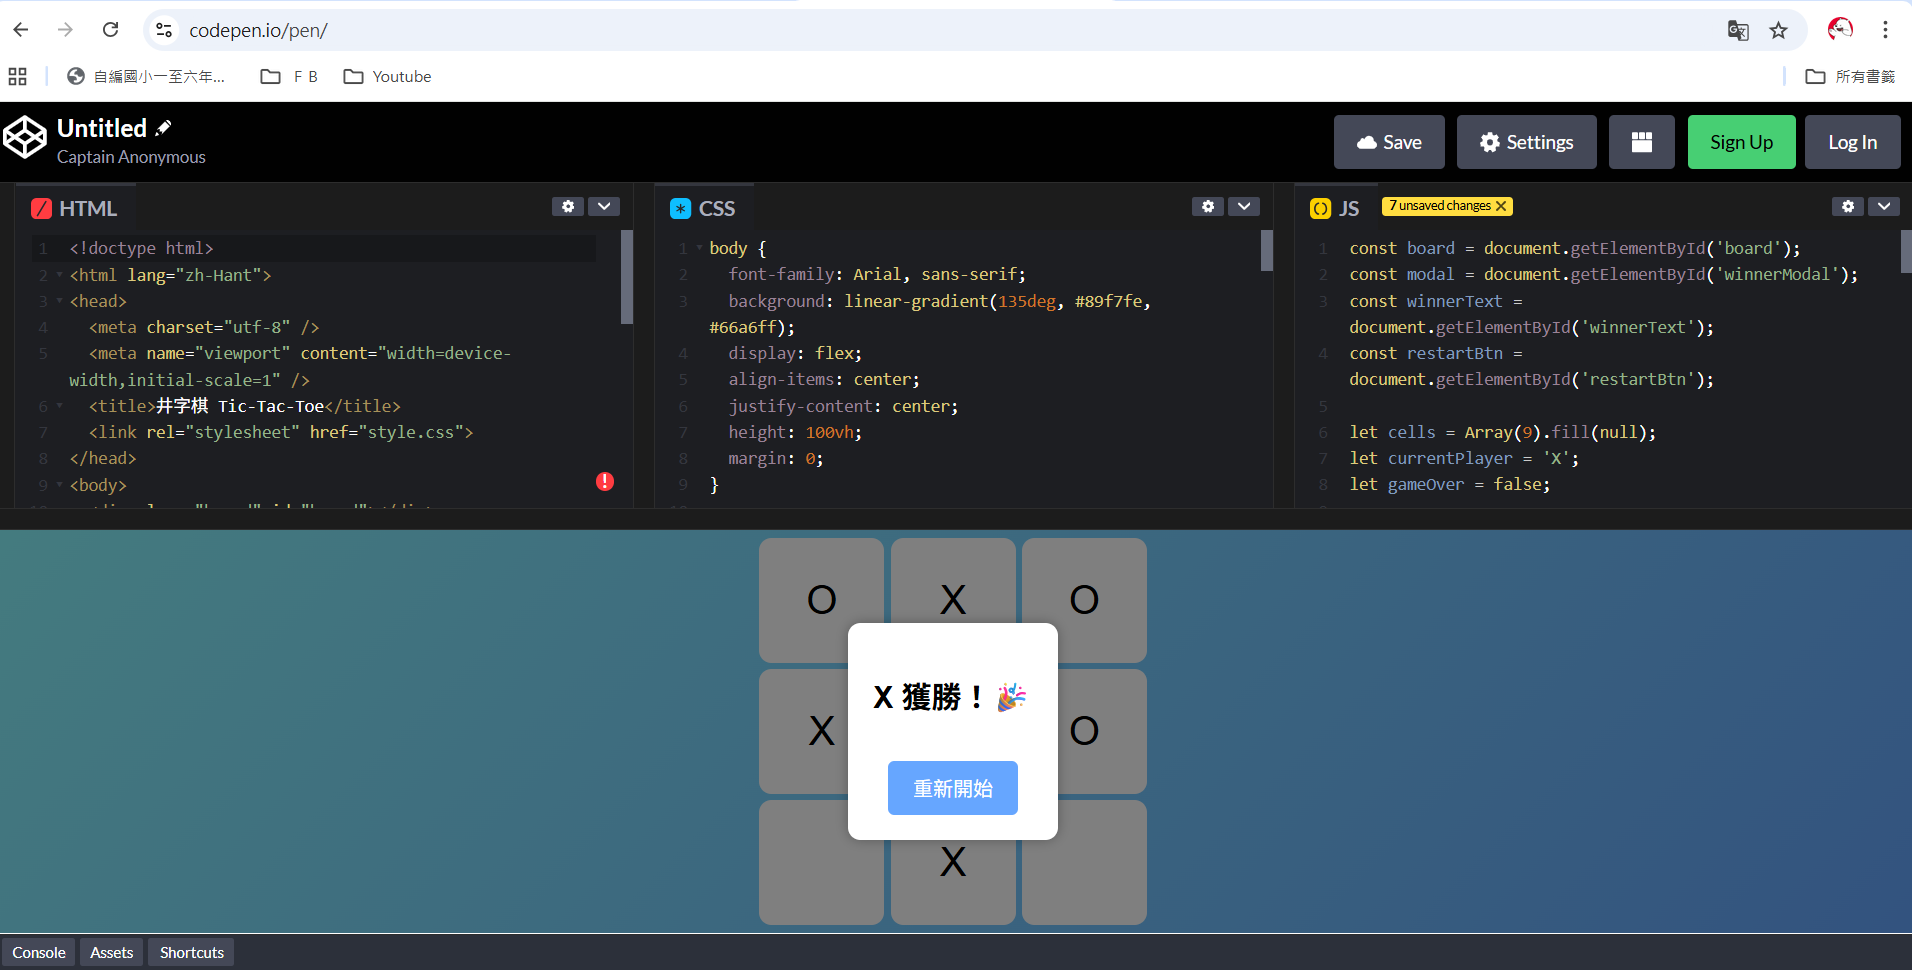 codepen.io/pen/
自編國小一至六年...
F B
Youtube
所有書籤
Untitled
Captain Anonymous
Save
Settings
Sign Up
Log In
HTML
1 <!doctype html>
2 <html lang="zh-Hant">
3 <head>
4 <meta charset="utf-8" />
5 <meta name="viewport" content="width=device-
width,initial-scale=1" />
6 <title>井字棋 Tic-Tac-Toe</title>
7 <link rel="stylesheet" href="style.css">
8 </head>
9 <body>
CSS
1 body {
2 font-family: Arial, sans-serif;
3 background: linear-gradient(135deg, #89f7fe,
#66a6ff);
4 display: flex;
5 align-items: center;
6 justify-content: center;
7 height: 100vh;
8 margin: 0;
9 }
JS
7 unsaved changes X
1 const board = document.getElementById('board');
2 const modal = document.getElementById('winnerModal');
3 const winnerText =
document.getElementById('winnerText');
4 const restartBtn =
document.getElementById('restartBtn');
5
6 let cells = Array(9).fill(null);
7 let currentPlayer = 'X';
8 let gameOver = false;
O X O
X 獲勝！🎉
X O
重新開始
X
Console
Assets
Shortcuts